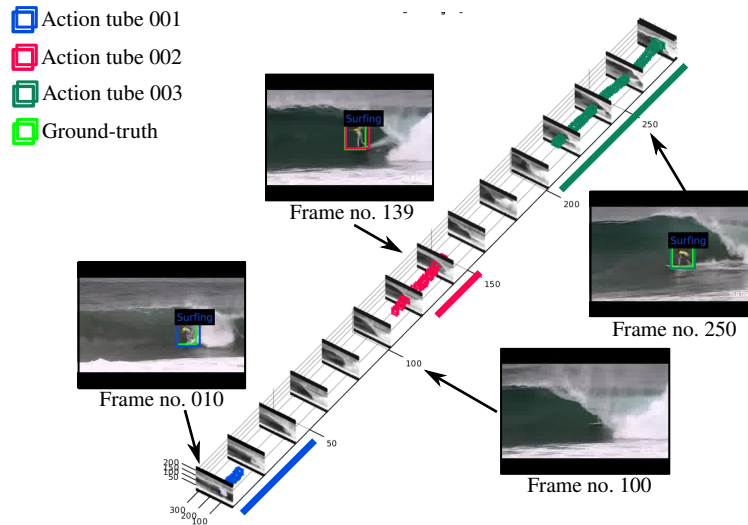 Action tube 001
Action tube 002
Action tube 003
Ground-truth
Surfing
Frame no. 139
250
200
Surfing
Frame no. 250
150
Surfing
Frame no. 010
100
Frame no. 100
50
200
150
100
50
300
200
100